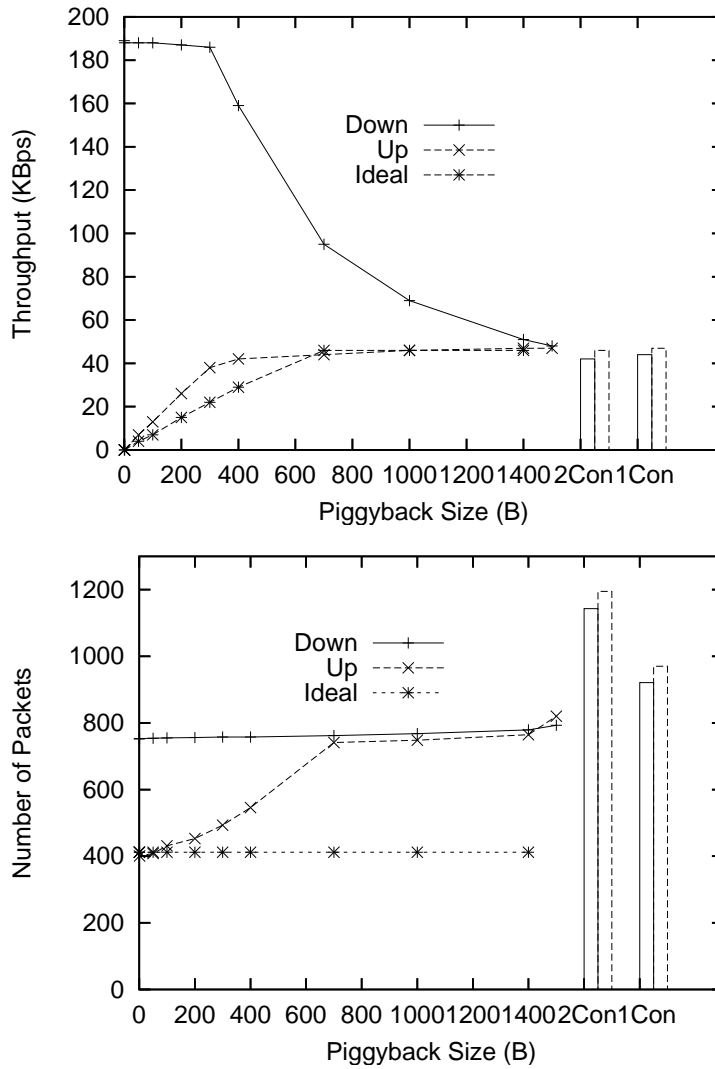 200
180
160
140
120
100
80
60
40
20
0
Throughput (KBps)
Down
Up
Ideal
0 200 400 600 800 1000 1200 1400 2Con 1Con
Piggyback Size (B)
1200
1000
800
600
400
200
0
Number of Packets
Down
Up
Ideal
0 200 400 600 800 1000 1200 1400 2Con 1Con
Piggyback Size (B)